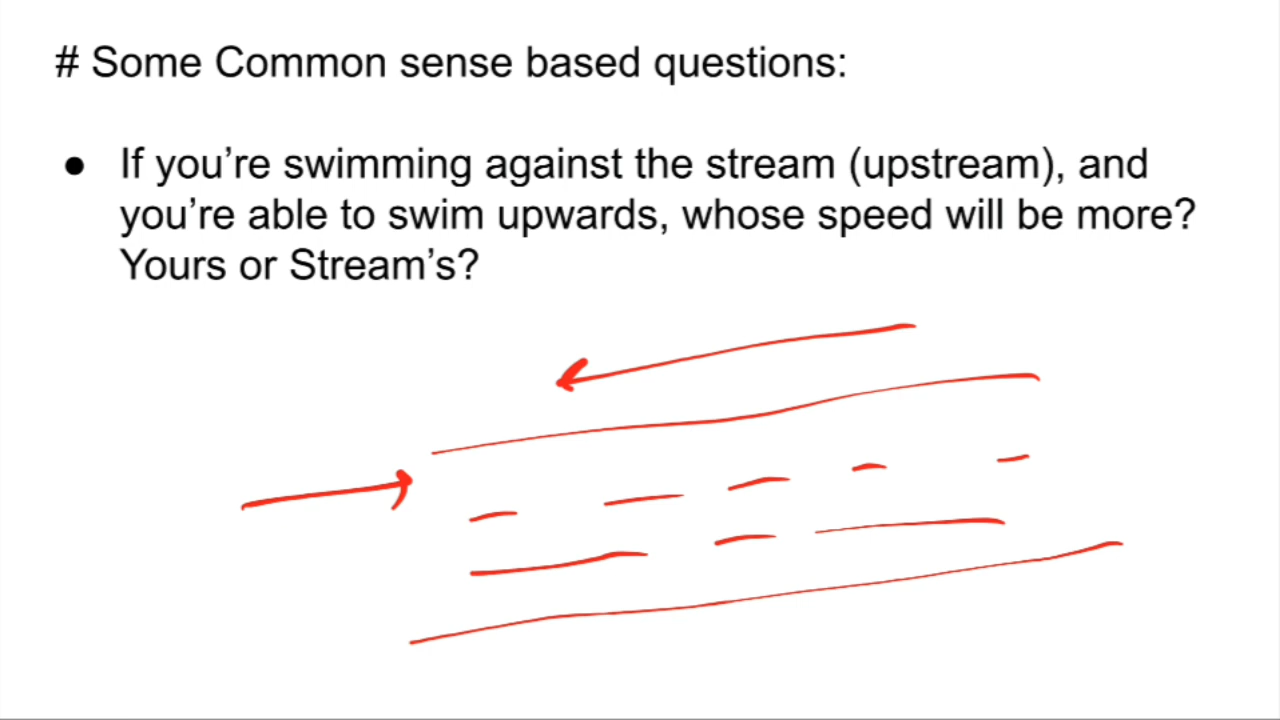 # Some Common sense based questions:
● If you’re swimming against the stream (upstream), and
you’re able to swim upwards, whose speed will be more?
Yours or Stream’s?